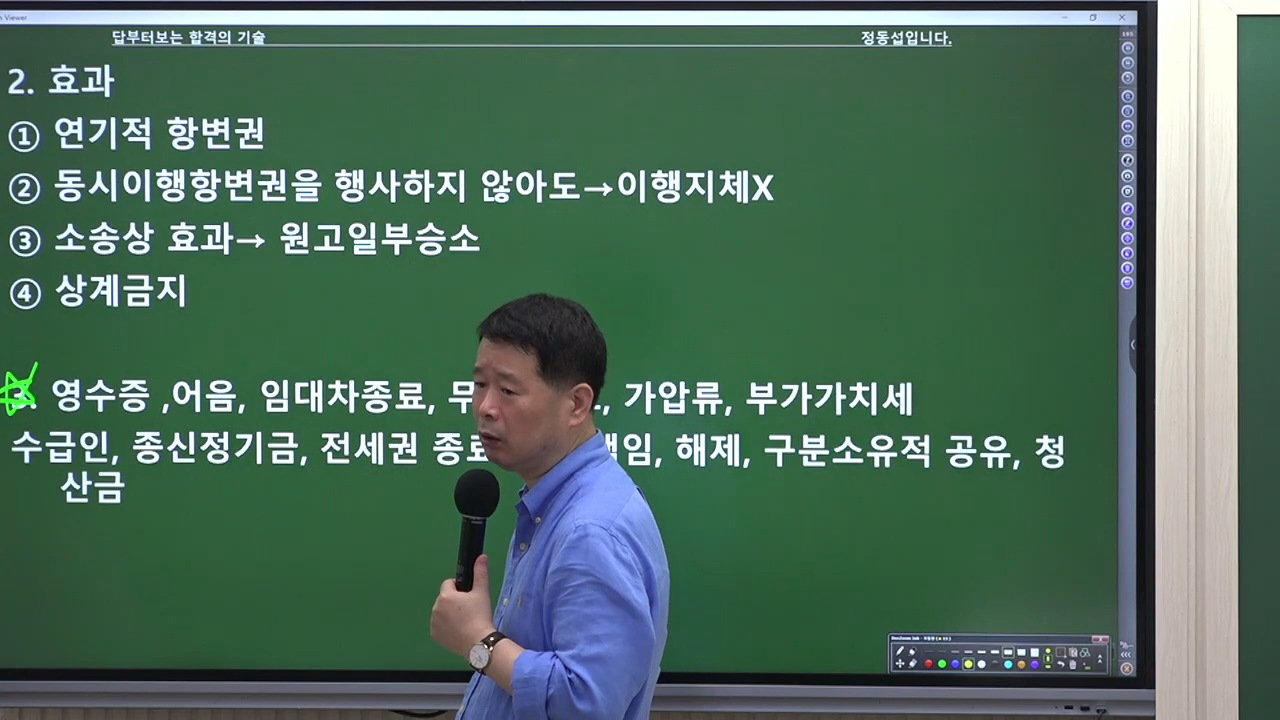 Viewer
답부터보는 합격의 기술
정동섭입니다.
2. 효과
① 연기적 항변권
② 동시이행항변권을 행사하지 않아도→이행지체X
③ 소송상 효과→ 원고일부승소
④ 상계금지
3. 영수증 ,어음, 임대차종료, 무 가압류, 부가가치세
수급인, 종신정기금, 전세권 종료 해제, 구분소유적 공유, 청
산금